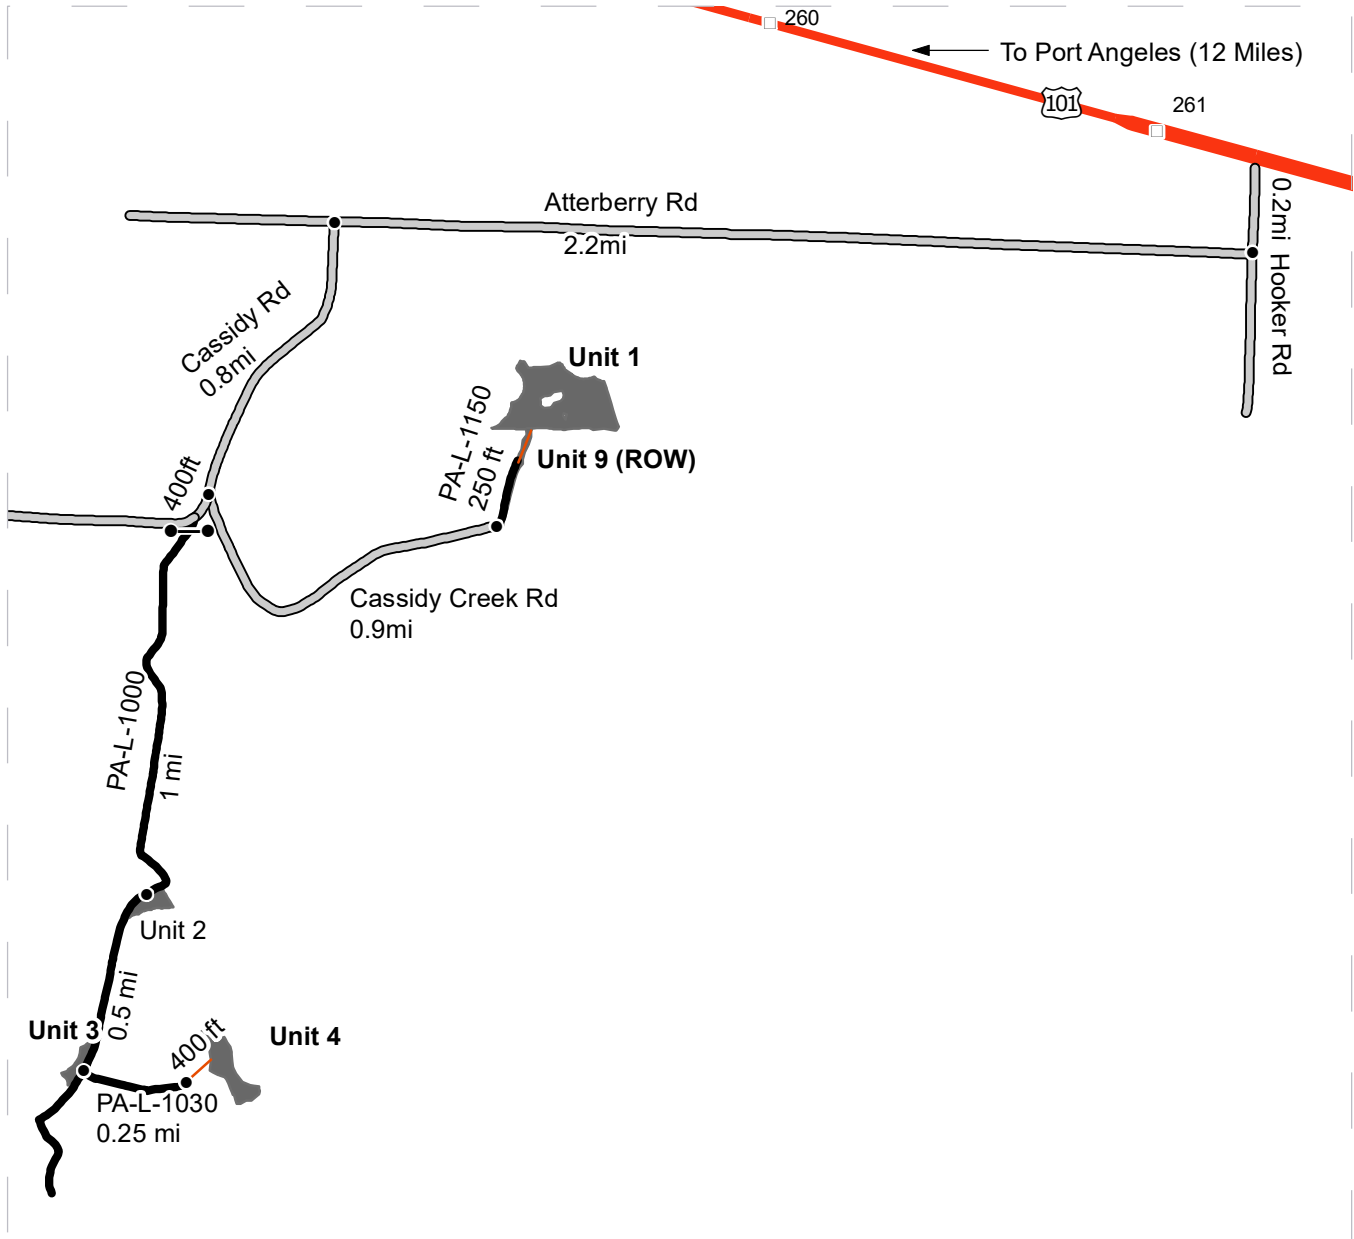 260
To Port Angeles (12 Miles)
101
261
0.2mi Hooker Rd
Atterberry Rd
2.2mi
Cassidy Rd
0.8mi
Unit 1
PA-L-1150
250 ft
Unit 9 (ROW)
400ft
Cassidy Creek Rd
0.9mi
PA-L-1000
1 mi
Unit 2
0.5 mi
Unit 3
400 ft
Unit 4
PA-L-1030
0.25 mi